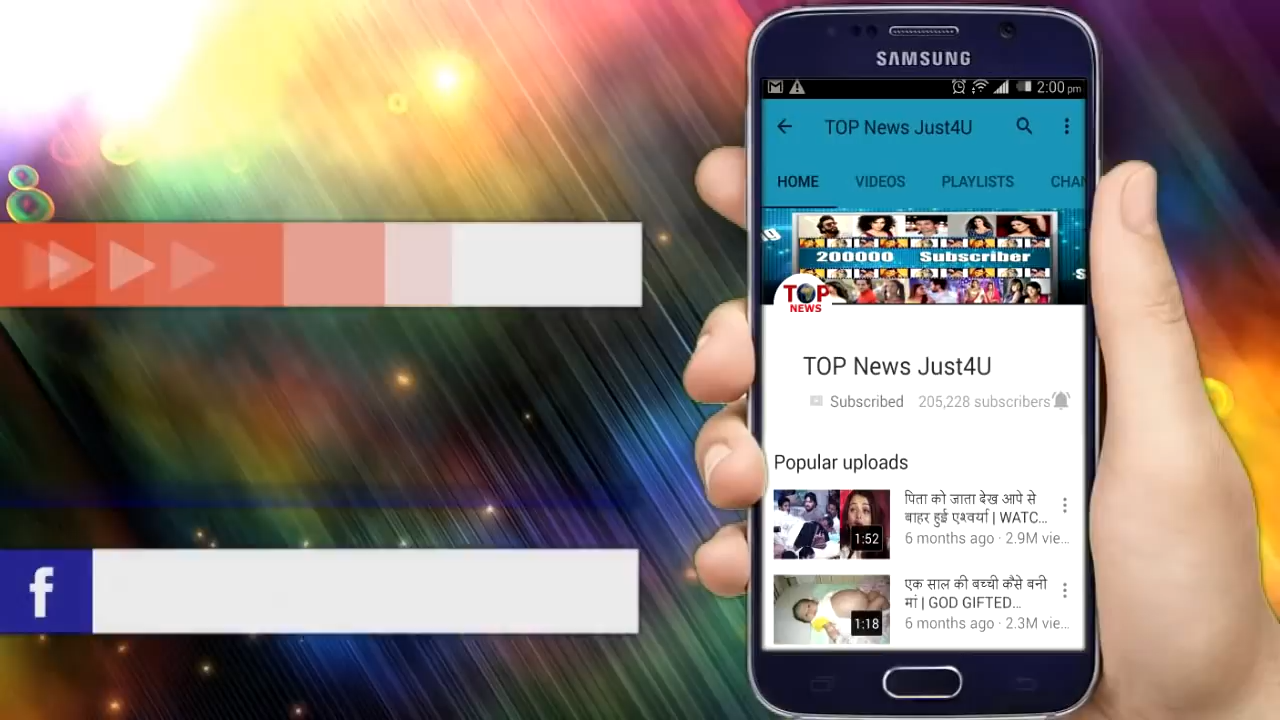 SAMSUNG
2:00 pm
TOP News Just4U
HOME VIDEOS PLAYLISTS CHAN
200000 Subscriber
TOP
NEWS
TOP News Just4U
Subscribed 205,228 subscribers
Popular uploads
पिता को जाता देख आपे से
बाहर हुई एश्वर्या | WATC...
6 months ago · 2.9M vie...
1:52
एक साल की बच्ची कैसे बनी
मां | GOD GIFTED...
6 months ago · 2.3M vie...
1:18
f